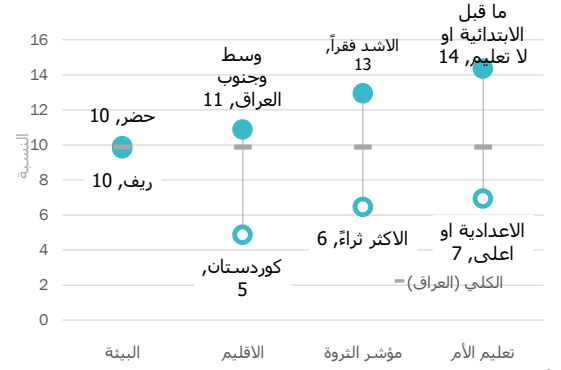 ما قبل
الابتدائية او
لا تعليم, 14
الاشد فقراً,
13
وسط
وجنوب
العراق, 11
حضر, 10
ريف, 10
كوردستان,
5
الاكثر ثراءً, 6
الاعدادية او
اعلى, 7
الكلي (العراق)
النسبة
16
14
12
10
8
6
4
2
0
البيئة
الاقليم
مؤشر الثروة
تعليم الأم